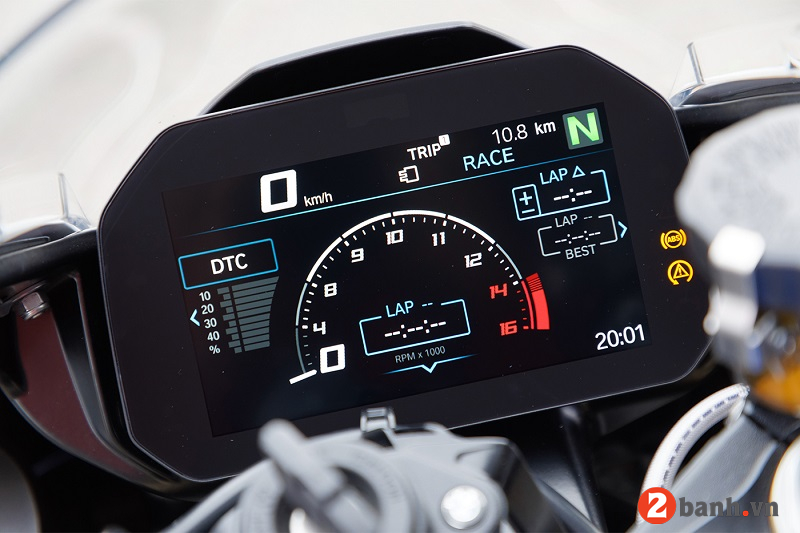 TRIP 1
10.8 km
N
0 km/h
RACE
DTC
10
20
30
40
%
0
4
8
9
10
11
12
14
16
LAP --
-:--:--
RPM x 1000
± LAP △
--:--
LAP --
--:--
BEST
20:01
ABS
2banh.vn